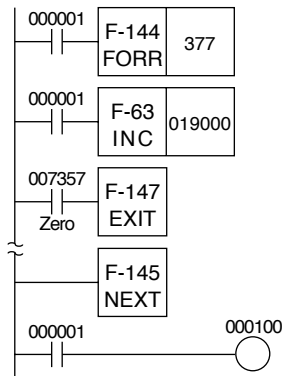 000001
F-144
FORR
377
000001
F-63
INC
019000
007357
Zero
F-147
EXIT
F-145
NEXT
000001
000100